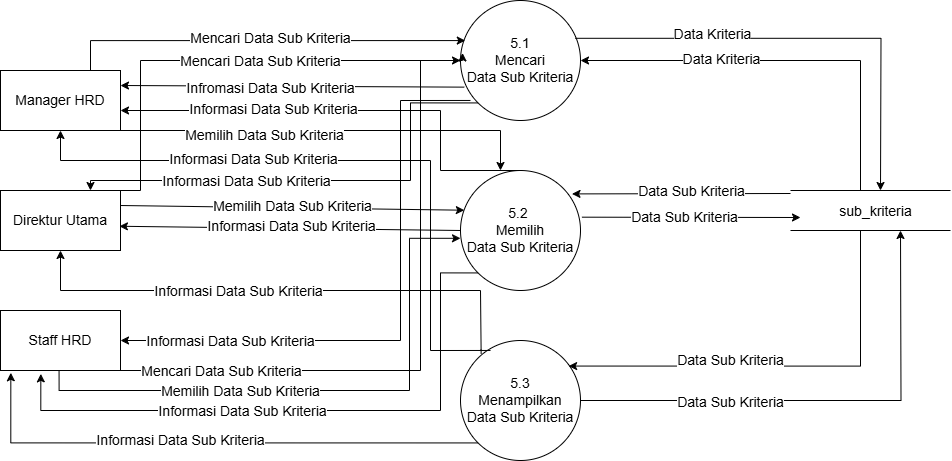 Mencari Data Sub Kriteria
5.1
Mencari
Data Sub Kriteria
Data Kriteria
Mencari Data Sub Kriteria
Data Kriteria
Manager HRD
Infromasi Data Sub Kriteria
Informasi Data Sub Kriteria
Memilih Data Sub Kriteria
Informasi Data Sub Kriteria
Informasi Data Sub Kriteria
Direktur Utama
Memilih Data Sub Kriteria
Informasi Data Sub Kriteria
5.2
Memilih
Data Sub Kriteria
Data Sub Kriteria
Data Sub Kriteria
sub_kriteria
Informasi Data Sub Kriteria
Staff HRD
Informasi Data Sub Kriteria
Mencari Data Sub Kriteria
Memilih Data Sub Kriteria
Informasi Data Sub Kriteria
Informasi Data Sub Kriteria
5.3
Menampilkan
Data Sub Kriteria
Data Sub Kriteria
Data Sub Kriteria